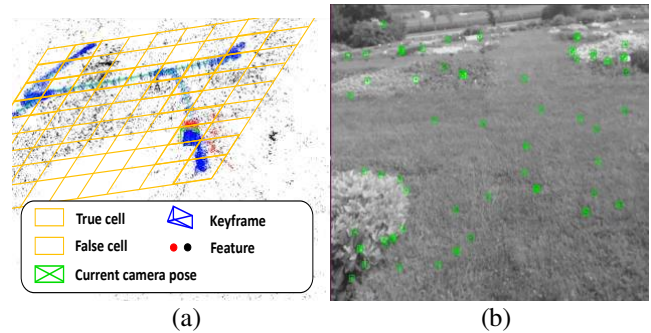 True cell
Keyframe
False cell
Feature
Current camera pose
(a)
(b)